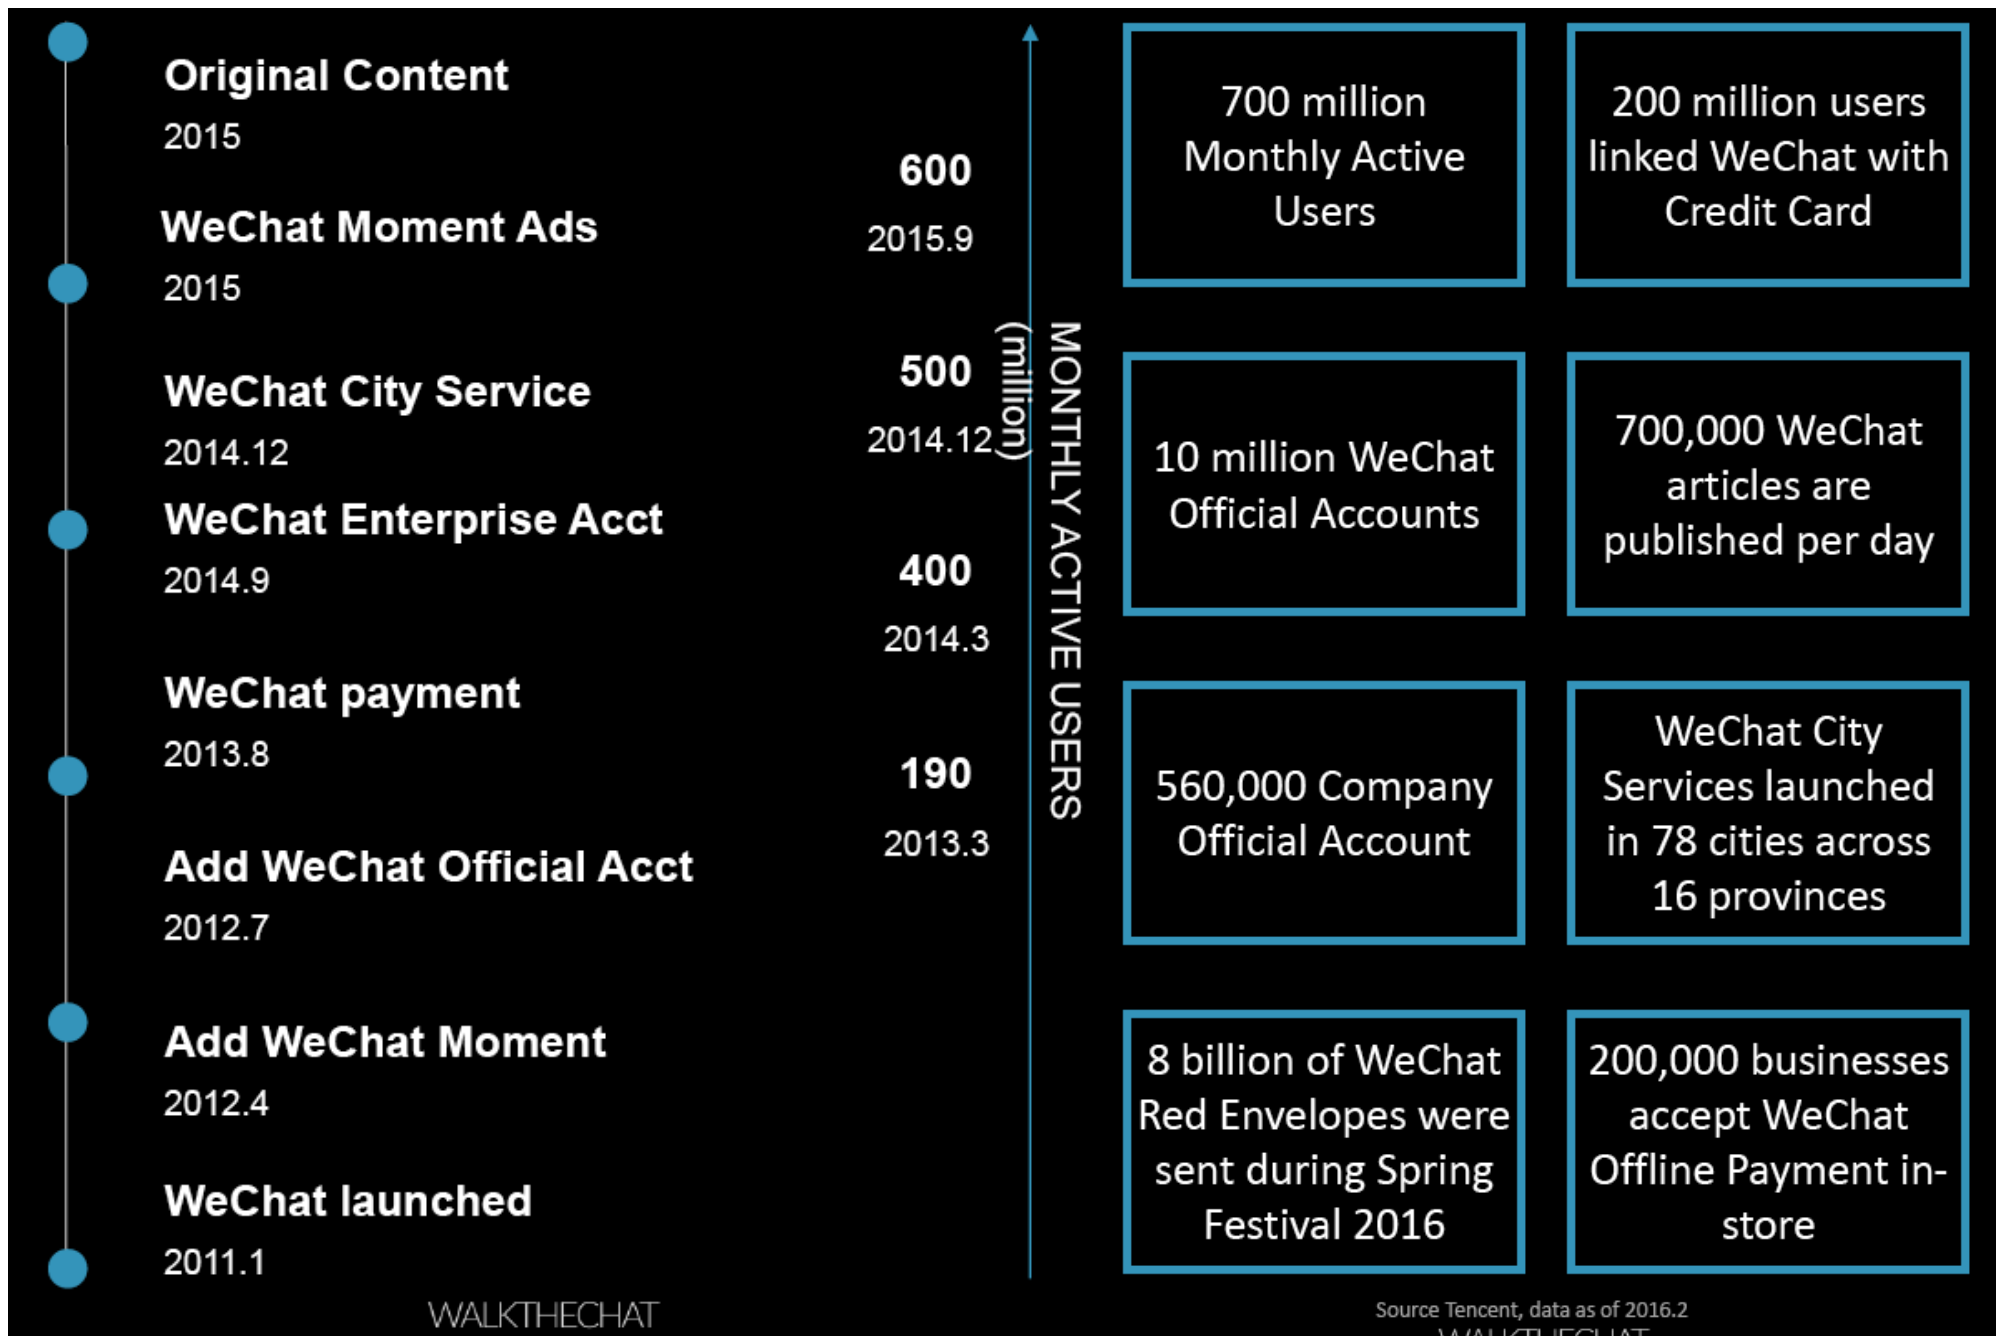 Original Content
2015
WeChat Moment Ads
2015
WeChat City Service
2014.12
WeChat Enterprise Acct
2014.9
WeChat payment
2013.8
Add WeChat Official Acct
2012.7
Add WeChat Moment
2012.4
WeChat launched
2011.1
WALKTHECHAT
600
2015.9
500
2014.12
400
2014.3
190
2013.3
MONTHLY ACTIVE USERS
(million)
700 million
Monthly Active
Users
200 million users
linked WeChat with
Credit Card
10 million WeChat
Official Accounts
700,000 WeChat
articles are
published per day
560,000 Company
Official Account
WeChat City
Services launched
in 78 cities across
16 provinces
8 billion of WeChat
Red Envelopes were
sent during Spring
Festival 2016
200,000 businesses
accept WeChat
Offline Payment in-
store
Source Tencent, data as of 2016.2
WALKTHECHAT